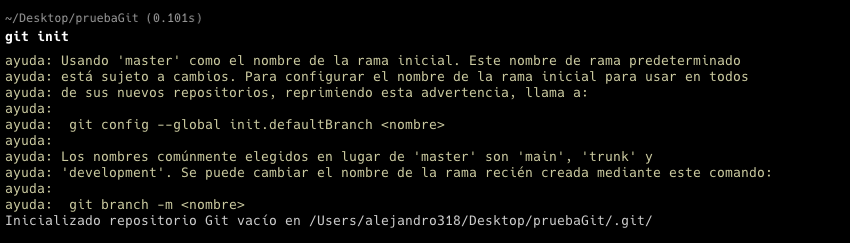 ~/Desktop/pruebaGit (0.101s)
git init
ayuda: Usando 'master' como el nombre de la rama inicial. Este nombre de rama predeterminado
ayuda: está sujeto a cambios. Para configurar el nombre de la rama inicial para usar en todos
ayuda: de sus nuevos repositorios, reprimiendo esta advertencia, llama a:
ayuda:
ayuda:  git config --global init.defaultBranch <nombre>
ayuda:
ayuda: Los nombres comúnmente elegidos en lugar de 'master' son 'main', 'trunk' y
ayuda: 'development'. Se puede cambiar el nombre de la rama recién creada mediante este comando:
ayuda:
ayuda:  git branch -m <nombre>
Inicializado repositorio Git vacío en /Users/alejandro318/Desktop/pruebaGit/.git/